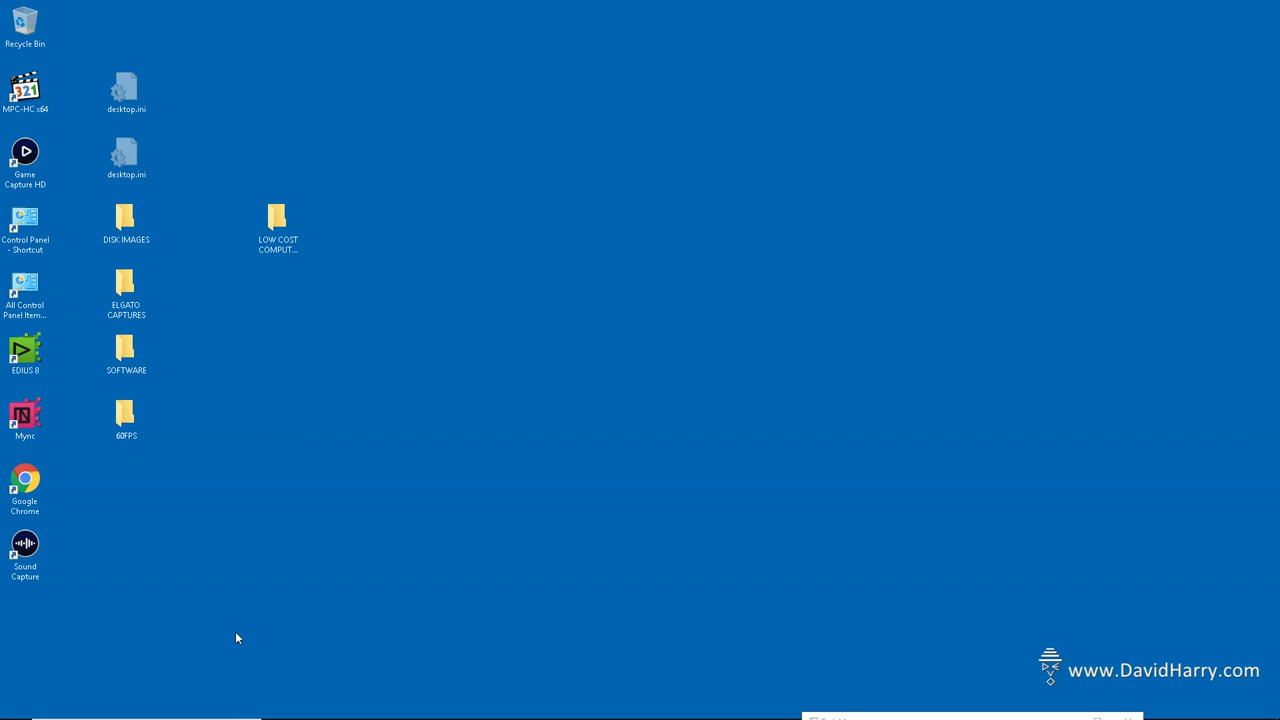 Recycle Bin
MPC-HC x64
desktop.ini
Game
Capture HD
desktop.ini
Control Panel
- Shortcut
DISK IMAGES
LOW COST
COMPUT...
All Control
Panel Item...
ELGATO
CAPTURES
EDIUS 8
SOFTWARE
Mync
60FPS
Google
Chrome
Sound
Capture
www.DavidHarry.com